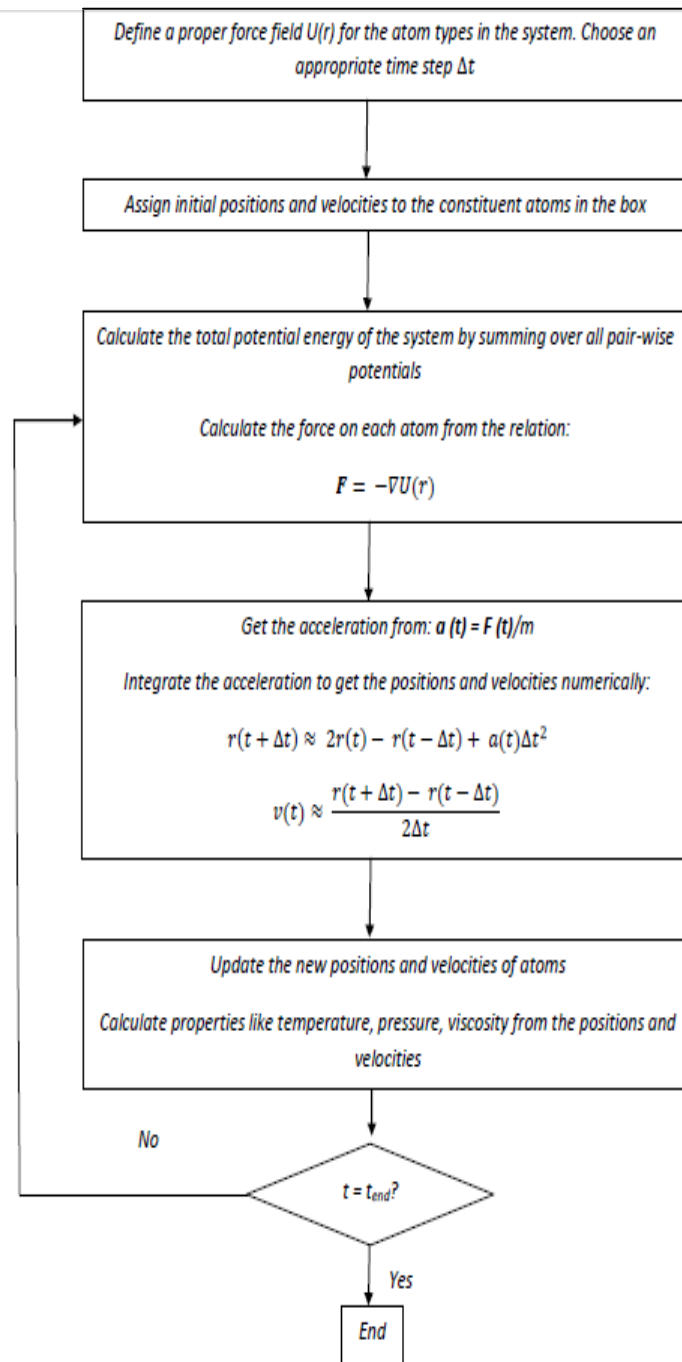 Define a proper force field U(r) for the atom types in the system. Choose an
appropriate time step Δt
Assign initial positions and velocities to the constituent atoms in the box
Calculate the total potential energy of the system by summing over all pair-wise
potentials
Calculate the force on each atom from the relation:
F = −∇U(r)
Get the acceleration from: a (t) = F (t)/m
Integrate the acceleration to get the positions and velocities numerically:
r(t + Δt) ≈ 2r(t) − r(t − Δt) + a(t)Δt²
v(t) ≈ r(t + Δt) − r(t − Δt)
2Δt
Update the new positions and velocities of atoms
Calculate properties like temperature, pressure, viscosity from the positions and
velocities
No
t = tend?
Yes
End